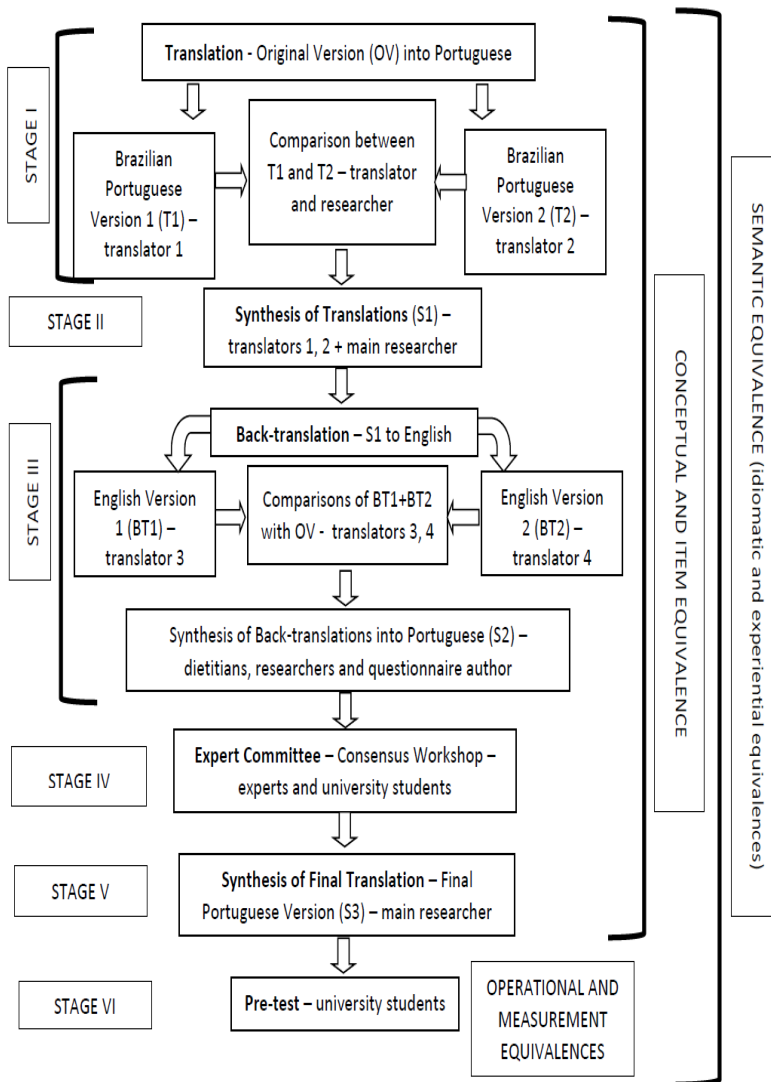 Translation - Original Version (OV) into Portuguese
STAGE I
Brazilian
Portuguese
Version 1 (T1) –
translator 1
Comparison between
T1 and T2 – translator
and researcher
Brazilian
Portuguese
Version 2 (T2) –
translator 2
STAGE II
Synthesis of Translations (S1) –
translators 1, 2 + main researcher
STAGE III
Back-translation – S1 to English
English Version
1 (BT1) –
translator 3
Comparisons of BT1+BT2
with OV - translators 3, 4
English Version
2 (BT2) –
translator 4
Synthesis of Back-translations into Portuguese (S2) –
dietitians, researchers and questionnaire author
STAGE IV
Expert Committee – Consensus Workshop –
experts and university students
STAGE V
Synthesis of Final Translation – Final
Portuguese Version (S3) – main researcher
STAGE VI
Pre-test – university students
OPERATIONAL AND
MEASUREMENT
EQUIVALENCES
CONCEPTUAL AND ITEM EQUIVALENCE
SEMANTIC EQUIVALENCE (idiomatic and experiential equivalences)